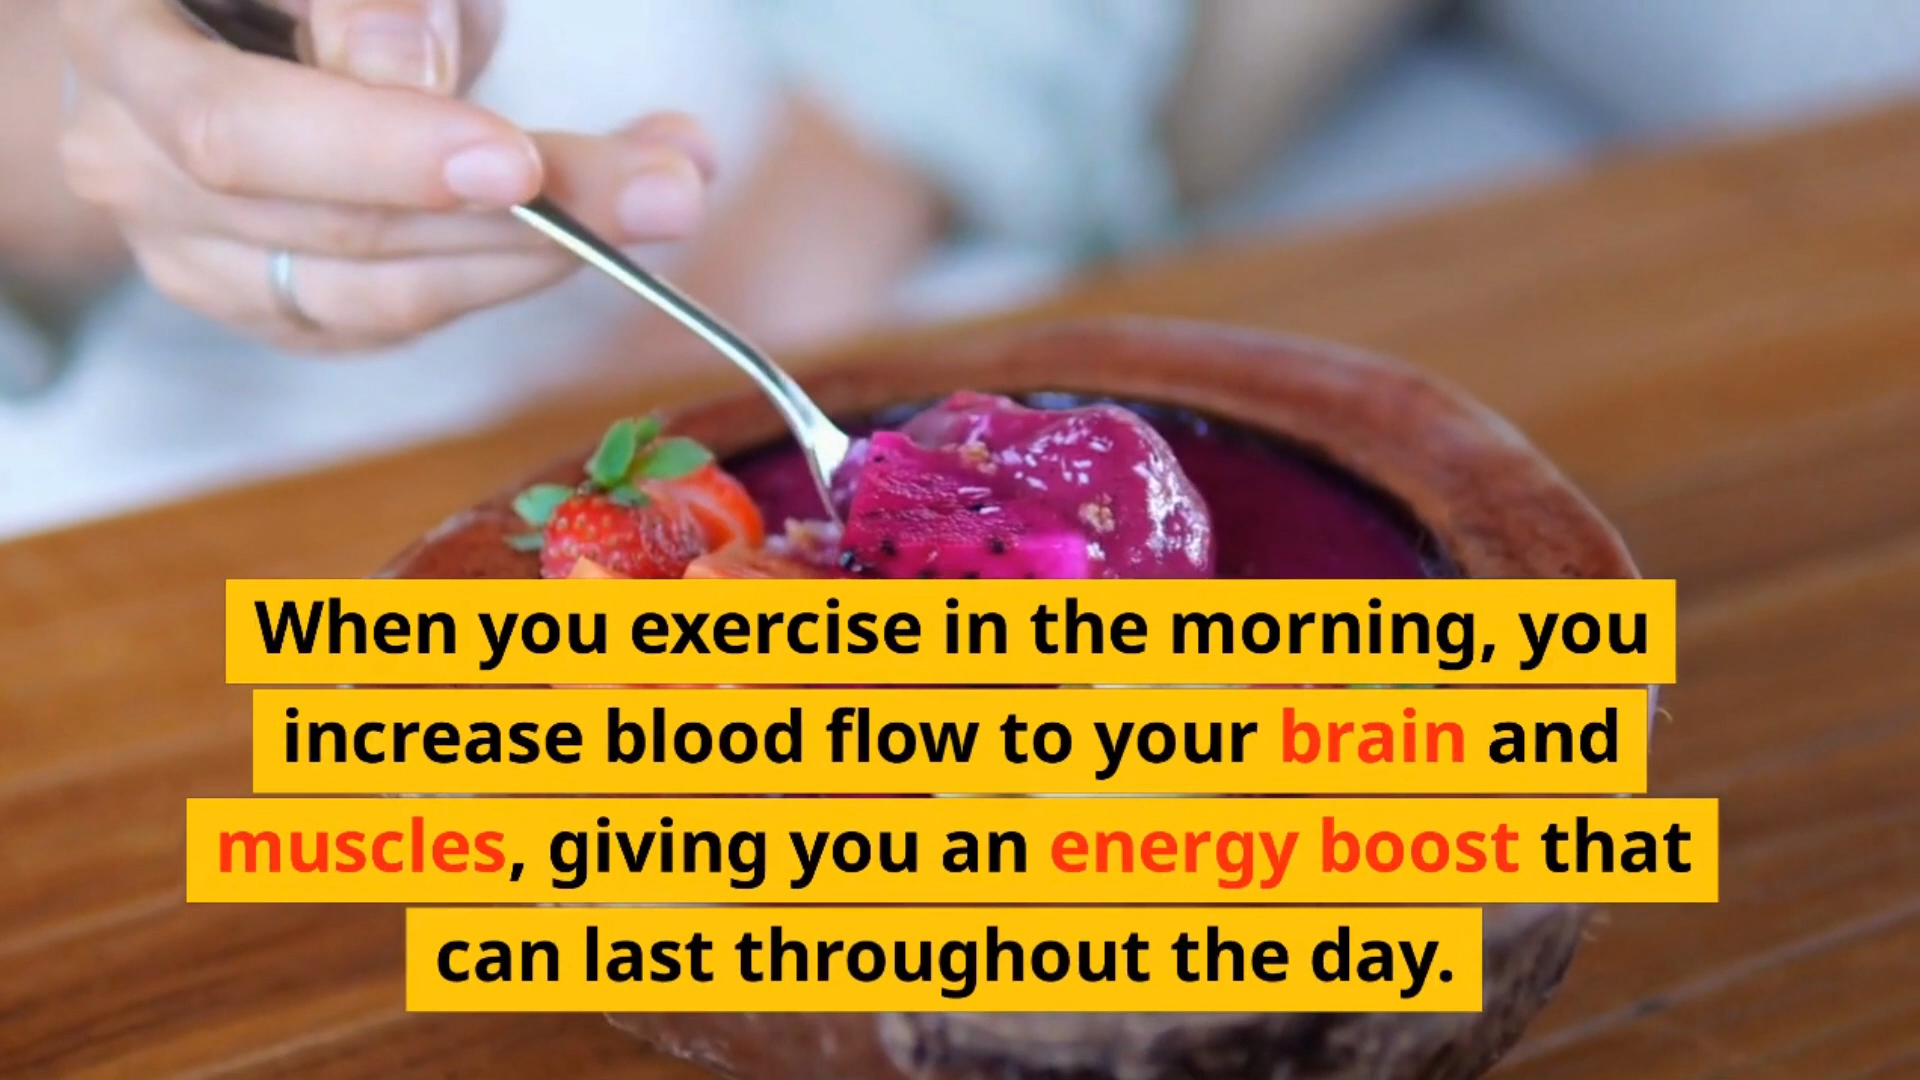 When you exercise in the morning, you
increase blood flow to your brain and
muscles, giving you an energy boost that
can last throughout the day.